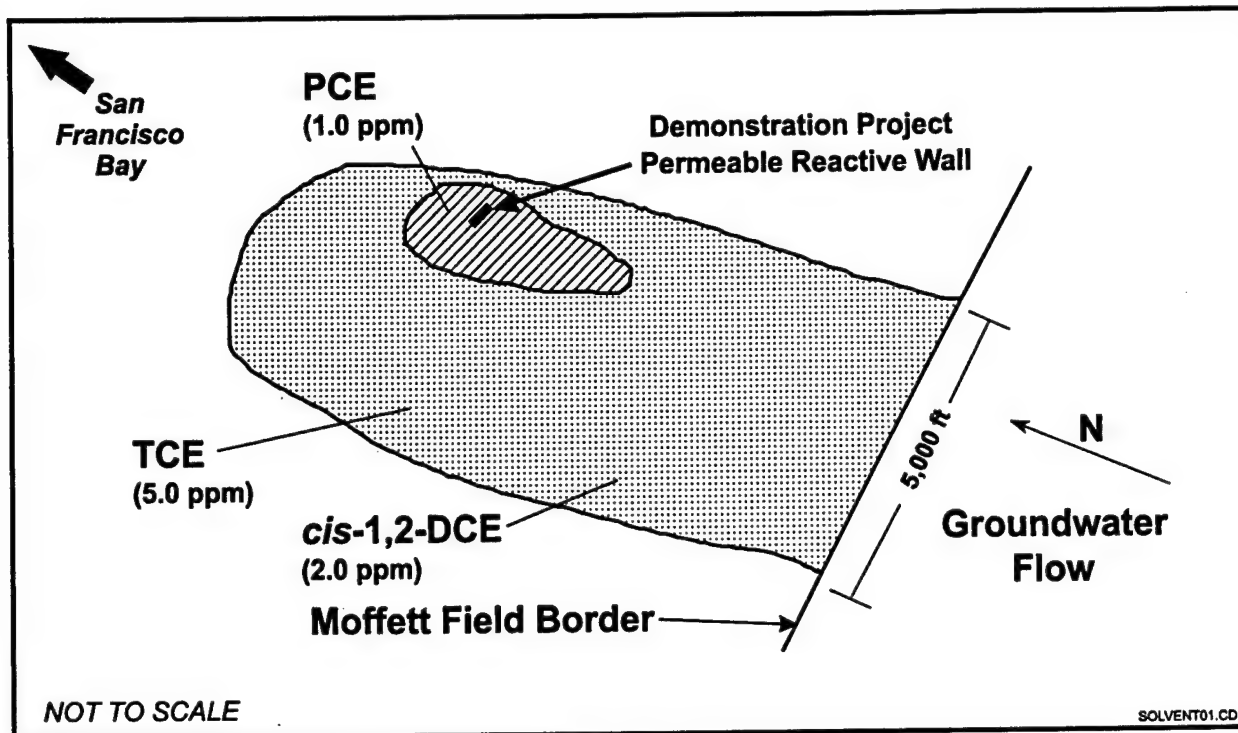 San
Francisco
Bay
PCE
(1.0 ppm)
Demonstration Project
Permeable Reactive Wall
TCE
(5.0 ppm)
cis-1,2-DCE
(2.0 ppm)
Moffett Field Border
5,000 ft
N
Groundwater
Flow
NOT TO SCALE
SOLVENT01.CD